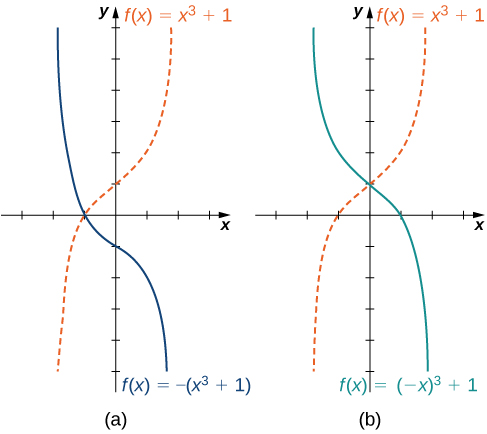 y
f(x) = x³ + 1
x
f(x) = –(x³ + 1)
(a)
y
f(x) = x³ + 1
x
f(x) = (–x)³ + 1
(b)